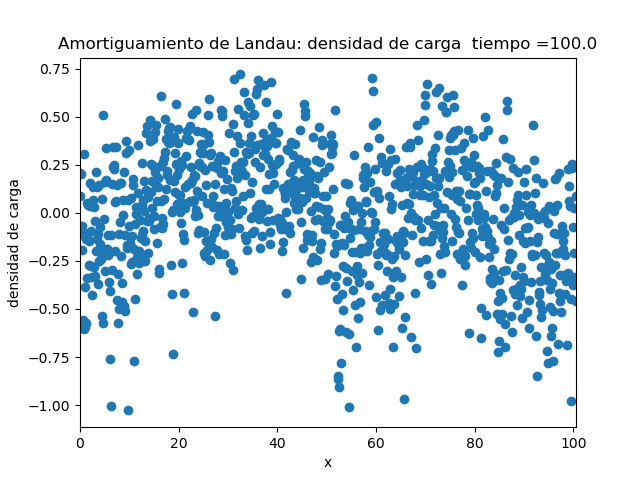 Amortiguamiento de Landau: densidad de carga  tiempo =100.0
0.75
0.50
0.25
0.00
−0.25
−0.50
−0.75
−1.00
densidad de carga
0 20 40 60 80 100
x